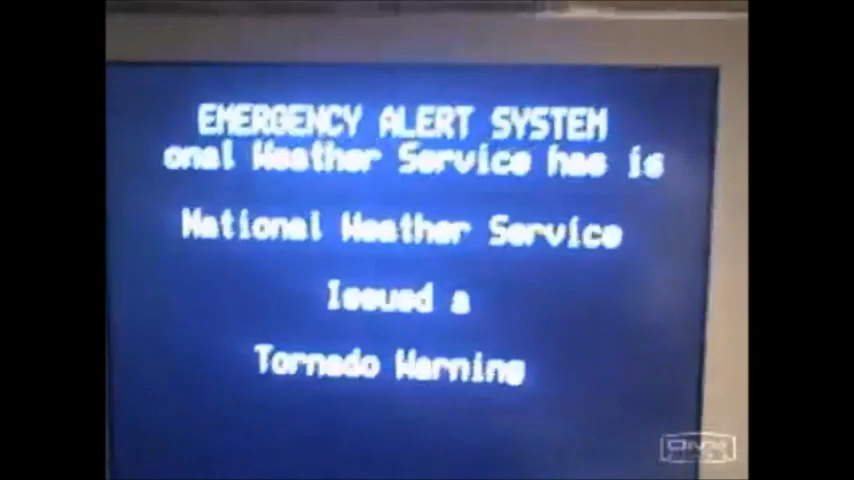 EMERGENCY ALERT SYSTEM
onal Weather Service has is
National Weather Service
Issued a
Tornado Warning